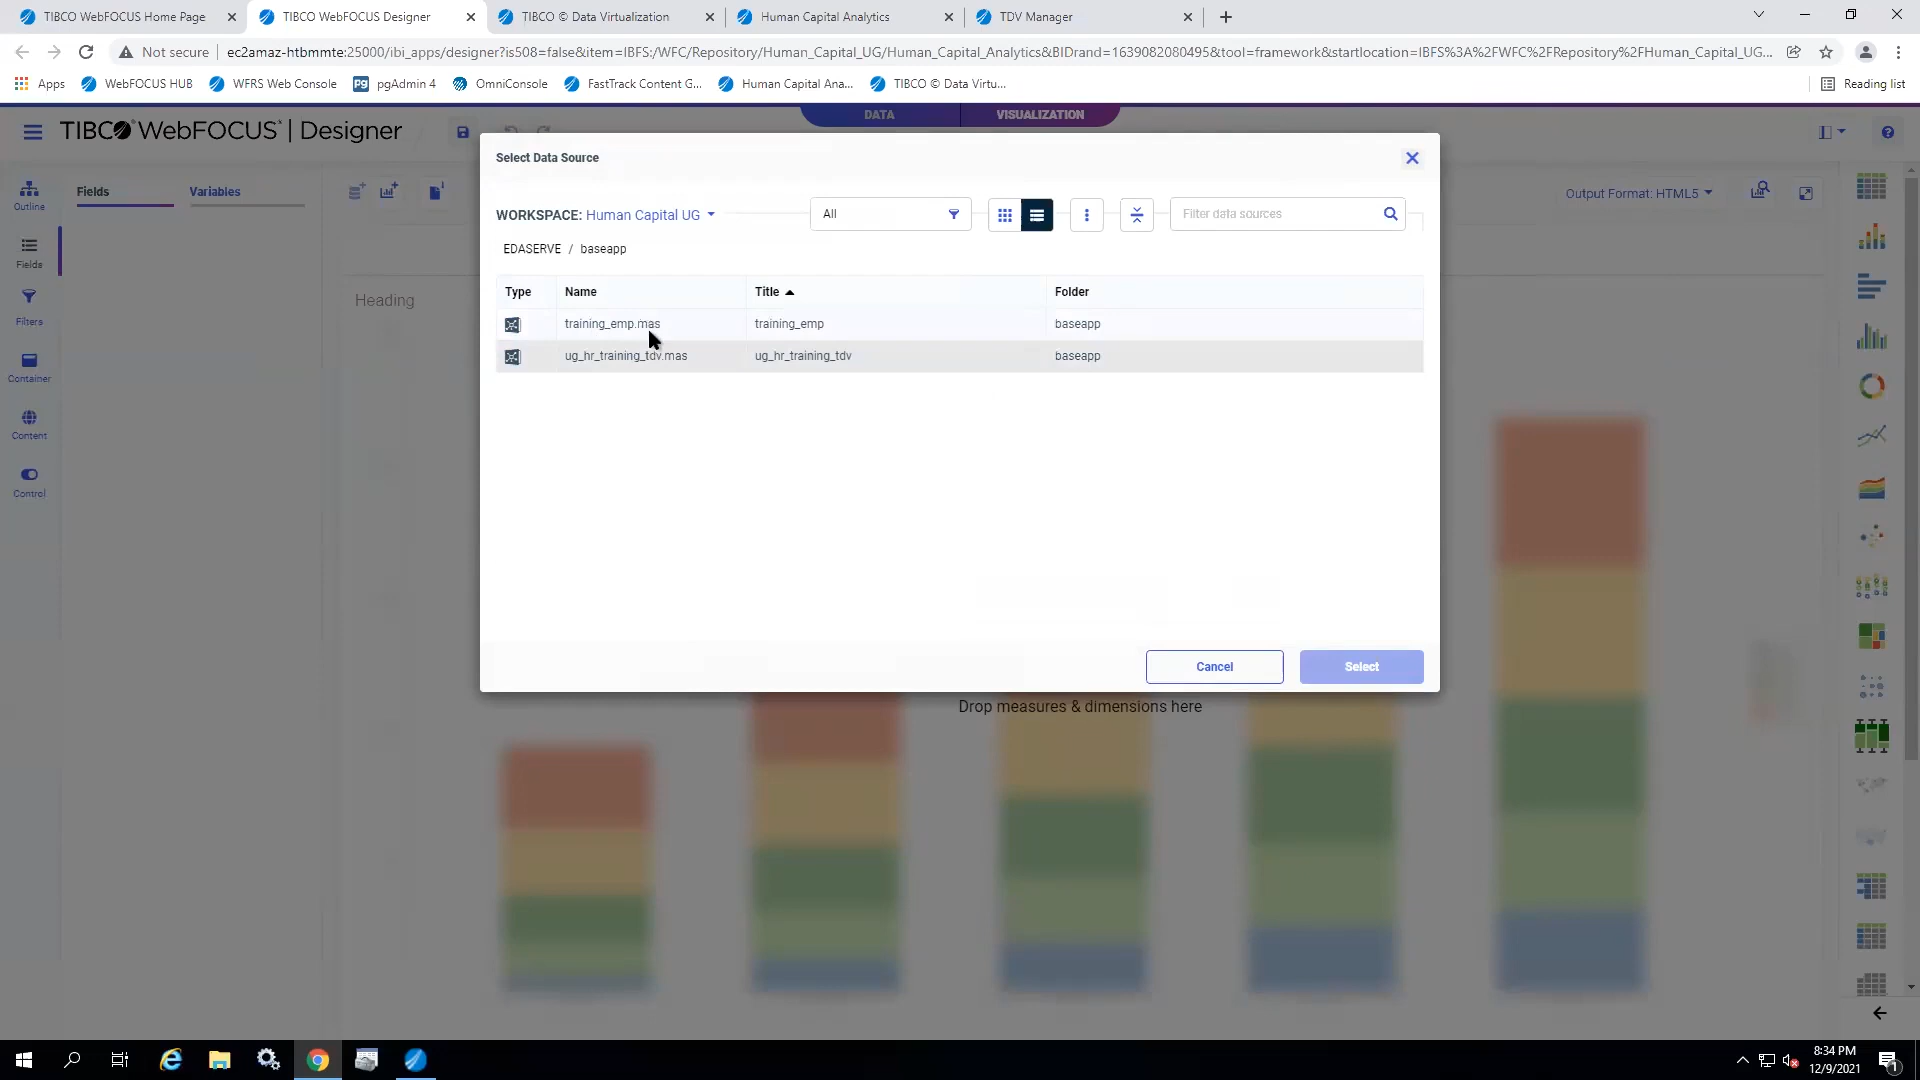 TIBCO WebFOCUS Home Page
TIBCO WebFOCUS Designer
TIBCO © Data Virtualization
Human Capital Analytics
TDV Manager
Not secure
ec2amaz-htbmmte:25000/ibi_apps/designer?is508=false&item=IBFS:/WFC/Repository/Human_Capital_UG/Human_Capital_Analytics&BIDrand=1639082080495&tool=framework&startlocation=IBFS%3A%2FWFC%2FRepository%2FHuman_Capital_UG...
Apps
WebFOCUS HUB
WFRS Web Console
Pg pgAdmin 4
OmniConsole
FastTrack Content G...
Human Capital Ana...
TIBCO © Data Virtu...
Reading list
DATA
VISUALIZATION
TIBCO® WebFOCUS® | Designer
Select Data Source
Outline
Fields
Variables
Output Format: HTML5
WORKSPACE: Human Capital UG
All
Filter data sources
EDASERVE / baseapp
Fields
Type
Name
Title
Folder
Heading
Filters
training_emp.mas
training_emp
baseapp
ug_hr_training_tdv.mas
ug_hr_training_tdv
baseapp
Container
Content
Control
Cancel
Select
Drop measures & dimensions here
8:34 PM
12/9/2021
1